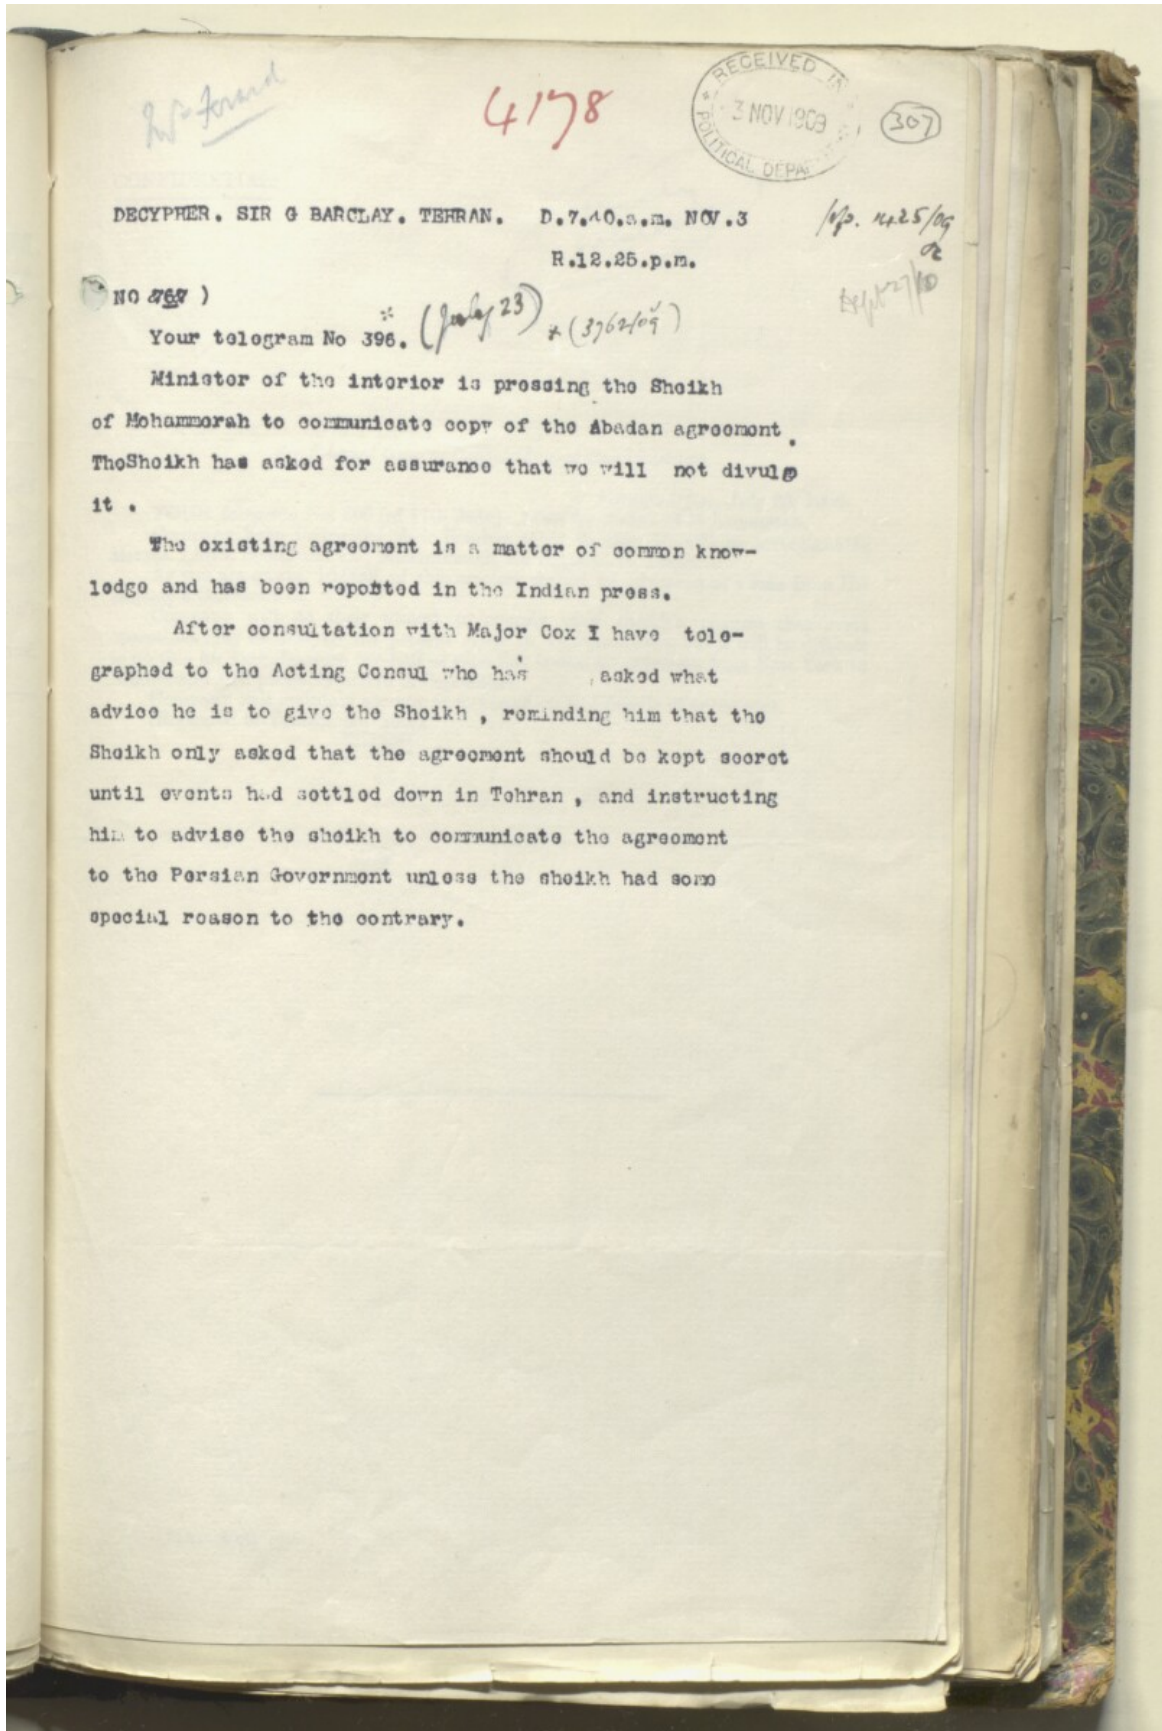 4178
RECEIVED IN
3 NOV 1909
POLITICAL DEPA
307
DECYPHER. SIR G BARCLAY. TEHRAN. D.7.40.a.m. NOV.3
R.12.25.p.m.
NO 767 )
Your telegram No 396. (July 23) * (3762/09)
Minister of the interior is pressing the Sheikh
of Mohammerah to communicate copy of the Abadan agreement.
TheSheikh has asked for assurance that we will not divulge
it .
The existing agreement is a matter of common know-
ledge and has been reported in the Indian press.
After consultation with Major Cox I have tele-
graphed to the Acting Consul who has asked what
advice he is to give the Sheikh , reminding him that the
Sheikh only asked that the agreement should be kept secret
until events had settled down in Tehran , and instructing
him to advise the sheikh to communicate the agreement
to the Persian Government unless the sheikh had some
special reason to the contrary.